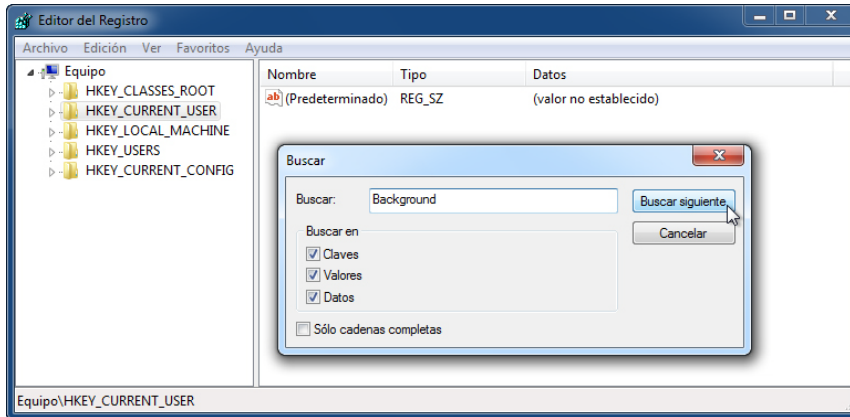 Editor del Registro
Archivo Edición Ver Favoritos Ayuda
Equipo
HKEY_CLASSES_ROOT
HKEY_CURRENT_USER
HKEY_LOCAL_MACHINE
HKEY_USERS
HKEY_CURRENT_CONFIG
Nombre Tipo Datos
ab (Predeterminado) REG_SZ (valor no establecido)
Buscar
Buscar: Background Buscar siguiente
Buscar en Cancelar
Claves
Valores
Datos
Sólo cadenas completas
Equipo\HKEY_CURRENT_USER